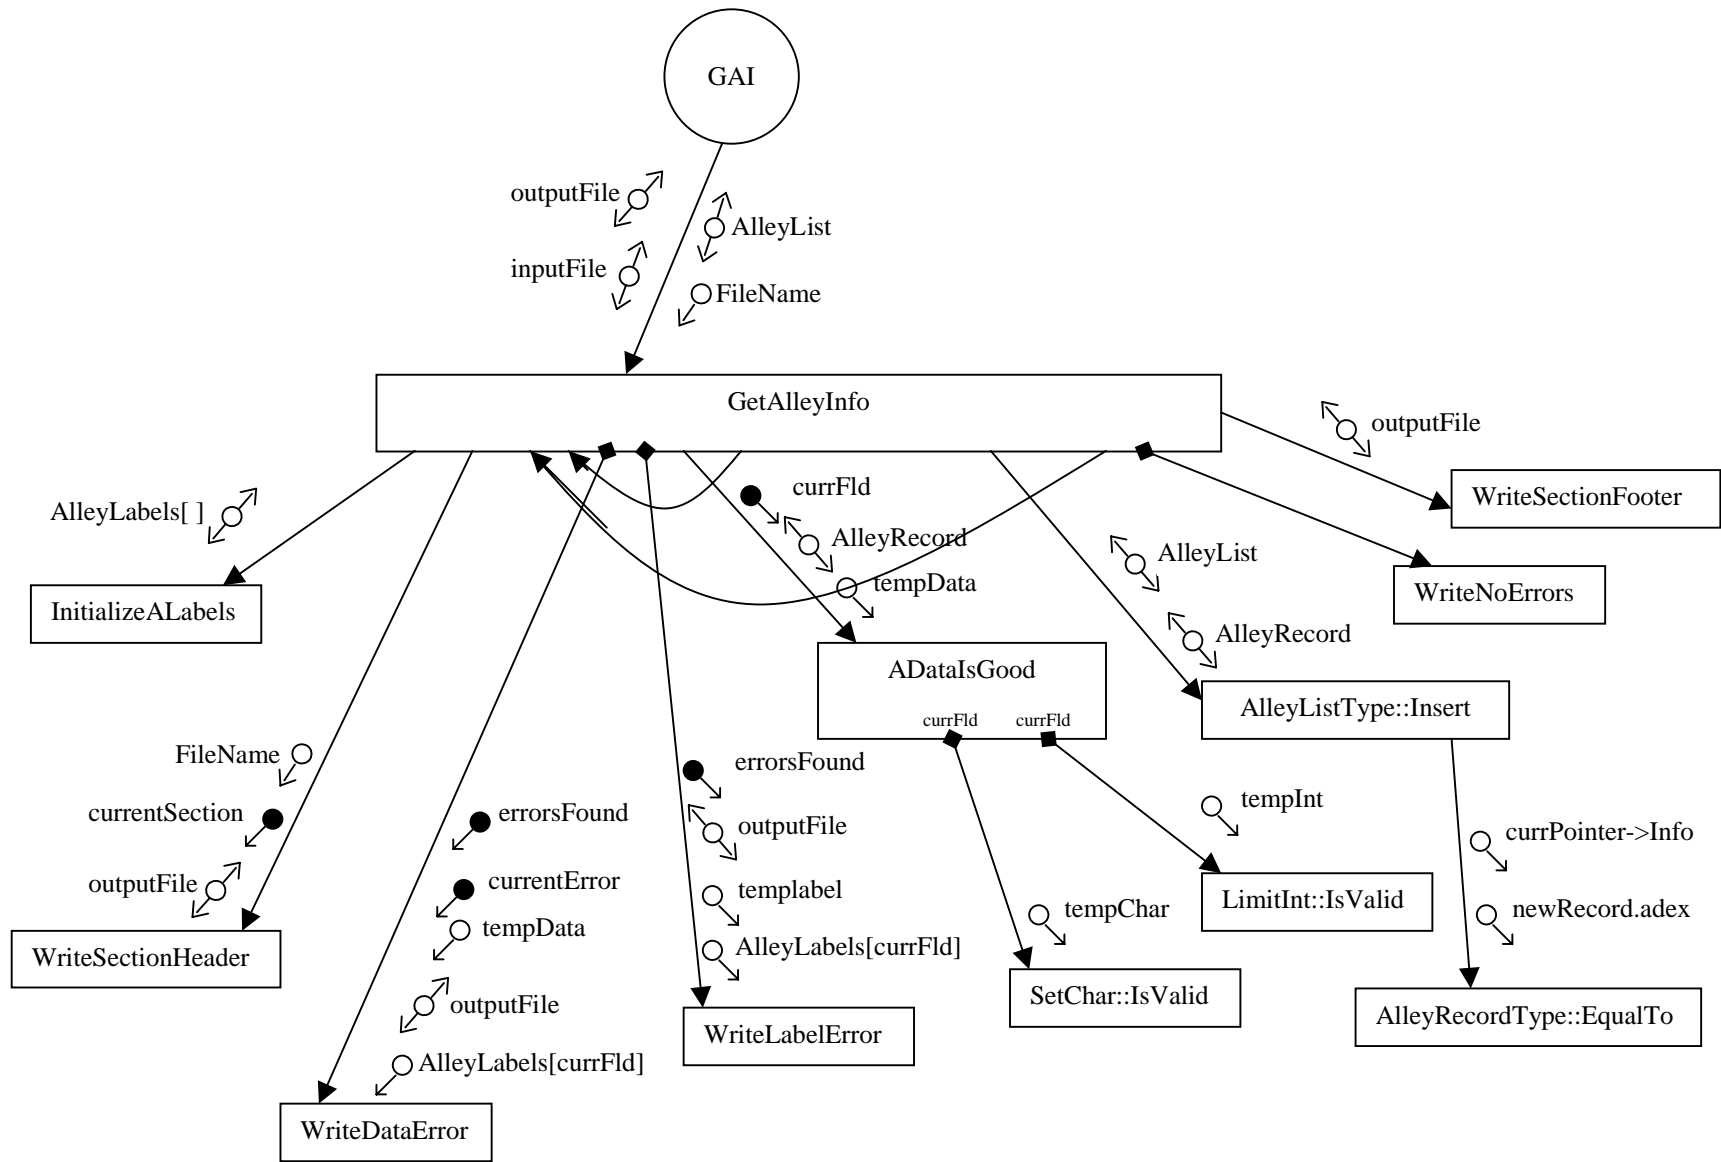 GAI
outputFile
AlleyList
inputFile
FileName
GetAlleyInfo
outputFile
WriteSectionFooter
AlleyLabels[ ]
currFld
AlleyRecord
tempData
AlleyList
AlleyRecord
WriteNoErrors
InitializeALabels
ADataIsGood
currFld
currFld
AlleyListType::Insert
FileName
currentSection
outputFile
WriteSectionHeader
errorsFound
currentError
tempData
outputFile
AlleyLabels[currFld]
WriteDataError
errorsFound
outputFile
templabel
AlleyLabels[currFld]
WriteLabelError
tempChar
SetChar::IsValid
tempInt
LimitInt::IsValid
currPointer->Info
newRecord.adex
AlleyRecordType::EqualTo